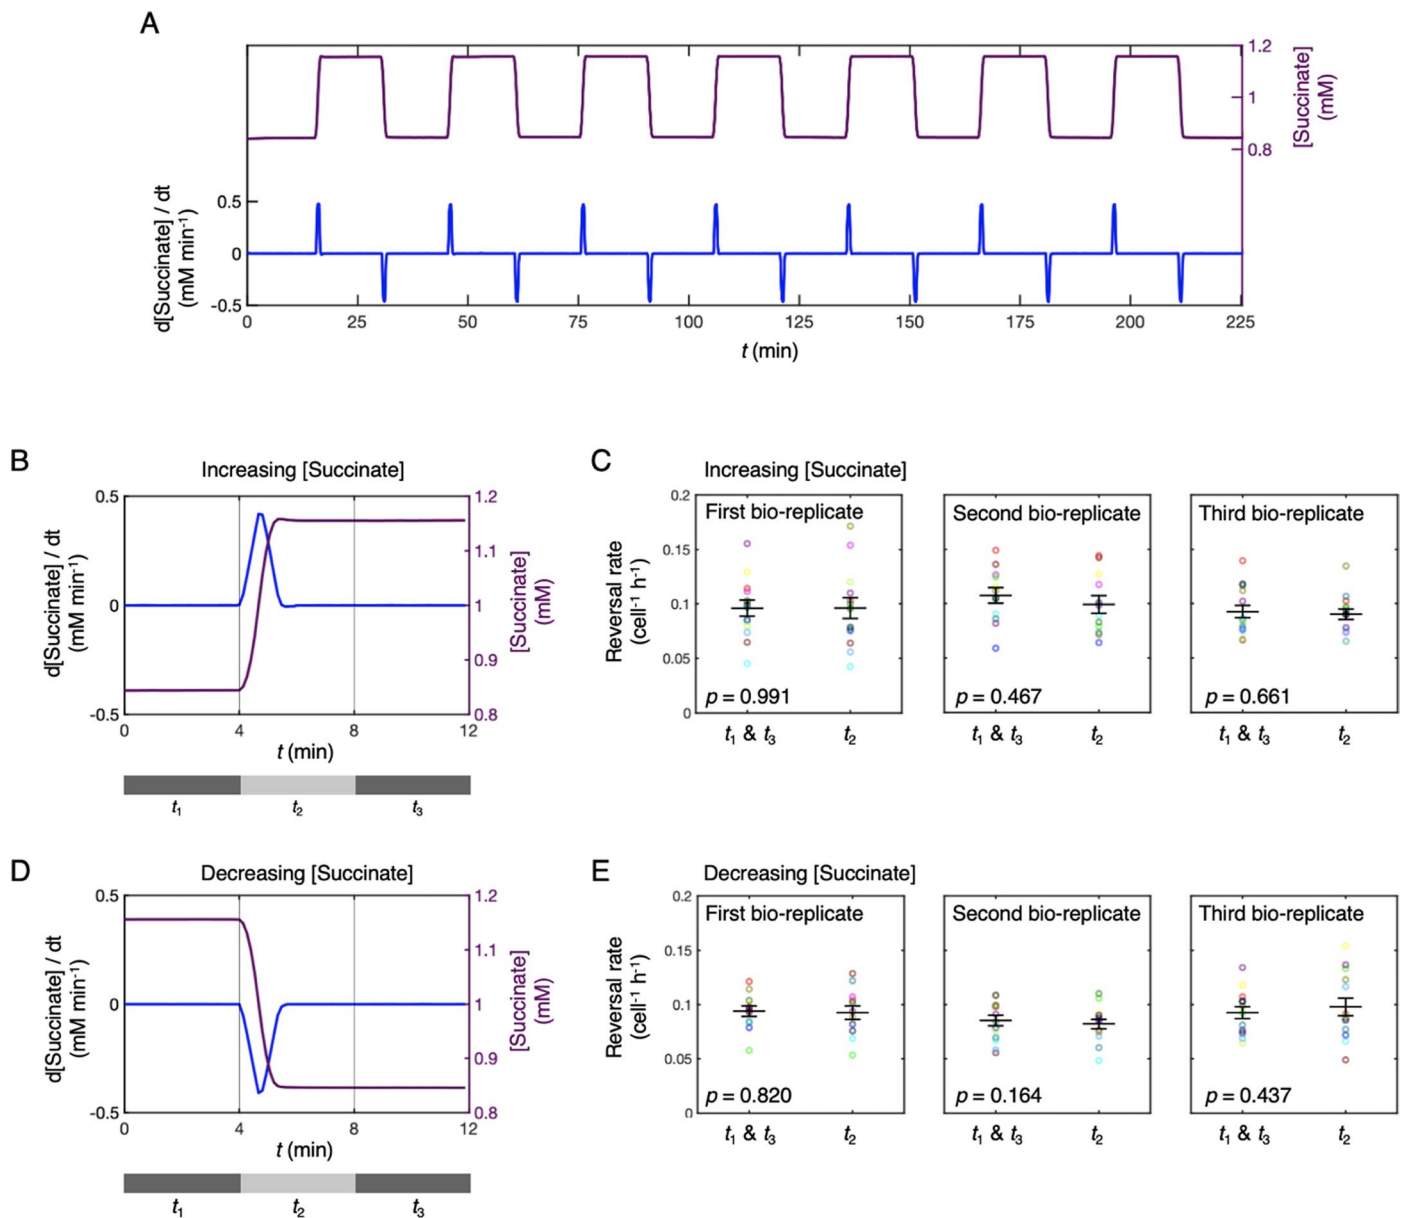 A
d[Succinate] / dt
(mM min⁻¹)
0.5
0
-0.5
1.2
1
0.8
[Succinate]
(mM)
0 25 50 75 100 125 150 175 200 225
t (min)
B
Increasing [Succinate]
d[Succinate] / dt
(mM min⁻¹)
0.5
0
-0.5
1.2
1.1
1
0.9
0.8
[Succinate]
(mM)
0 4 8 12
t (min)
t₁ t₂ t₃
C
Increasing [Succinate]
Reversal rate
(cell⁻¹ h⁻¹)
0.2
0.15
0.1
0.05
0
First bio-replicate
p = 0.991
t₁ & t₃ t₂
Second bio-replicate
p = 0.467
t₁ & t₃ t₂
Third bio-replicate
p = 0.661
t₁ & t₃ t₂
D
Decreasing [Succinate]
d[Succinate] / dt
(mM min⁻¹)
0.5
0
-0.5
1.2
1.1
1
0.9
0.8
[Succinate]
(mM)
0 4 8 12
t (min)
t₁ t₂ t₃
E
Decreasing [Succinate]
Reversal rate
(cell⁻¹ h⁻¹)
0.2
0.15
0.1
0.05
0
First bio-replicate
p = 0.820
t₁ & t₃ t₂
Second bio-replicate
p = 0.164
t₁ & t₃ t₂
Third bio-replicate
p = 0.437
t₁ & t₃ t₂